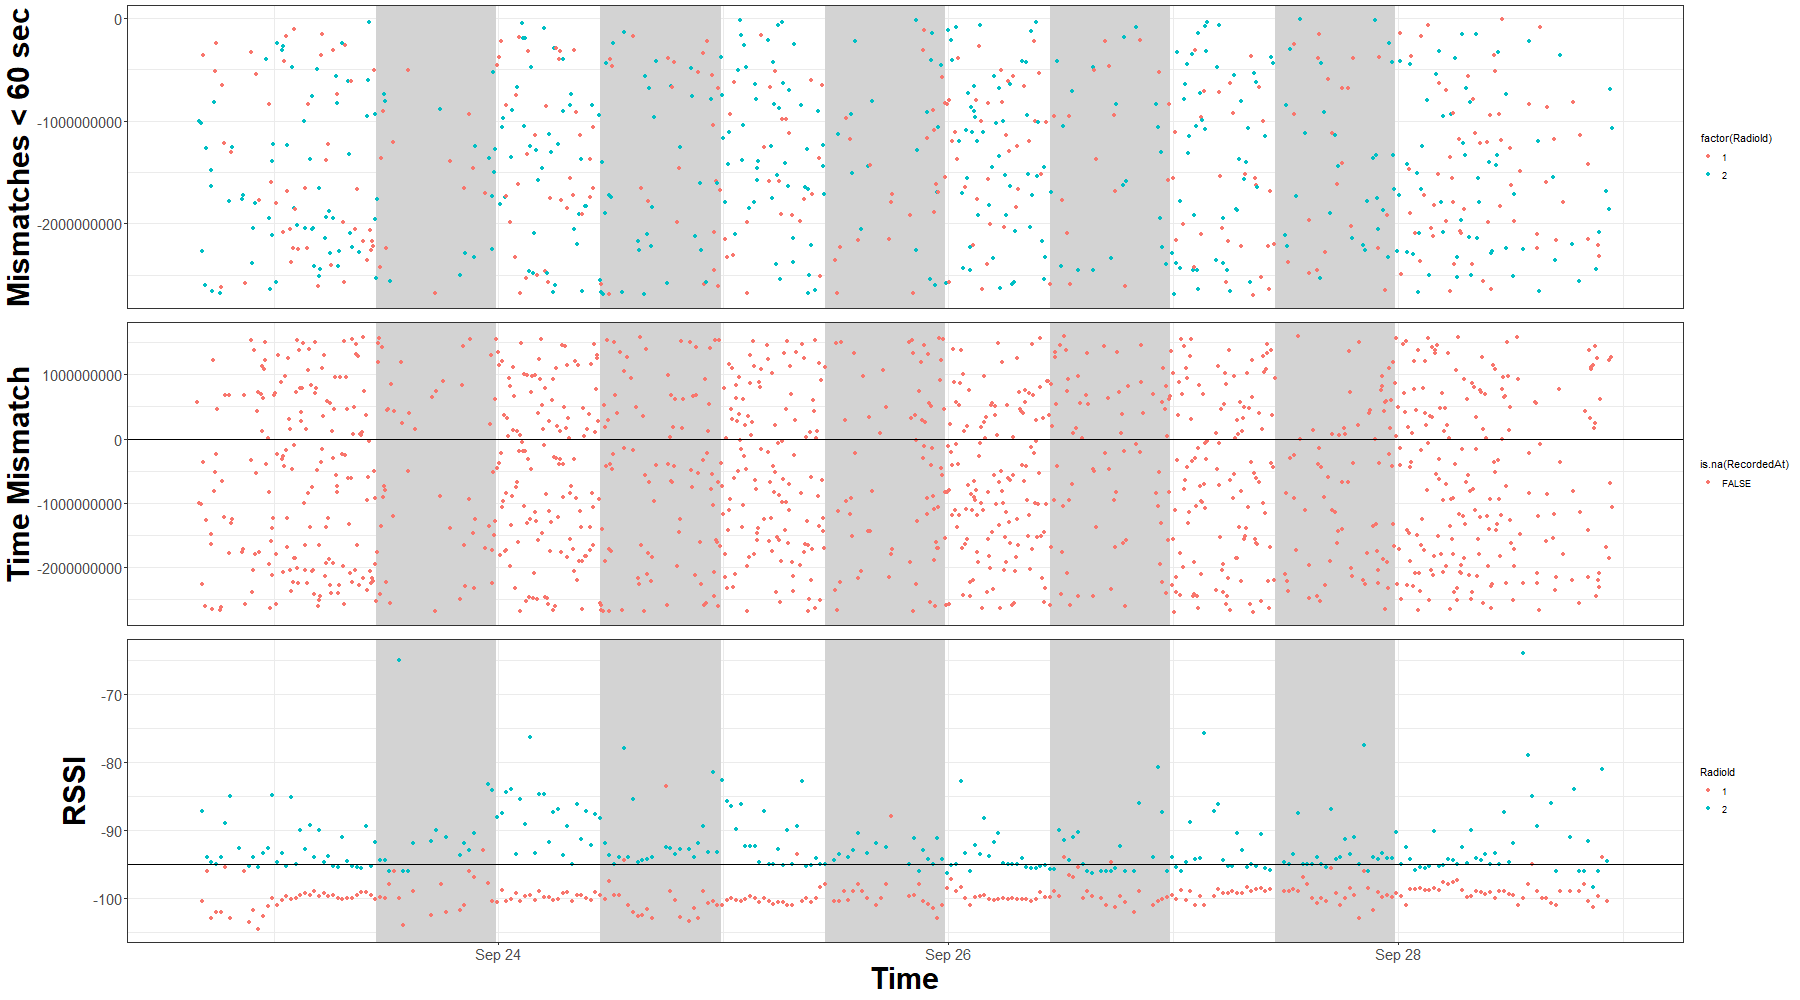 Mismatches < 60 sec
0
-1000000000
-2000000000
factor(RadioId)
1
2
Time Mismatch
1000000000
0
-1000000000
-2000000000
is.na(RecordedAt)
FALSE
RSSI
-70
-80
-90
-100
RadioId
1
2
Sep 24
Sep 26
Sep 28
Time